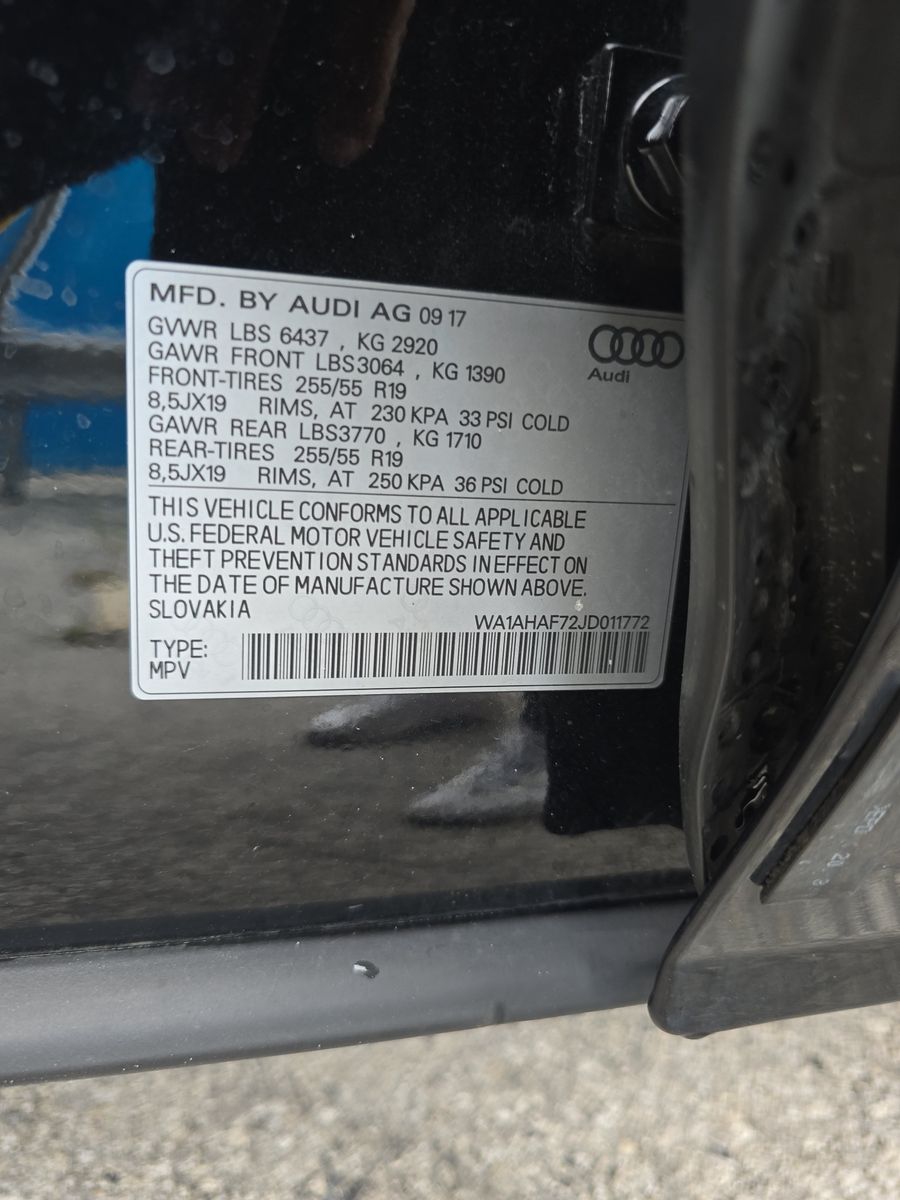 MFD. BY AUDI AG 09 17
GVWR LBS 6437 , KG 2920
GAWR FRONT LBS3064 , KG 1390
FRONT-TIRES 255/55 R19
8,5JX19 RIMS, AT 230 KPA 33 PSI COLD
GAWR REAR LBS3770 , KG 1710
REAR-TIRES 255/55 R19
8,5JX19 RIMS, AT 250 KPA 36 PSI COLD
Audi
THIS VEHICLE CONFORMS TO ALL APPLICABLE
U.S. FEDERAL MOTOR VEHICLE SAFETY AND
THEFT PREVENTION STANDARDS IN EFFECT ON
THE DATE OF MANUFACTURE SHOWN ABOVE.
SLOVAKIA
WA1AHAF72JD011772
TYPE:
MPV